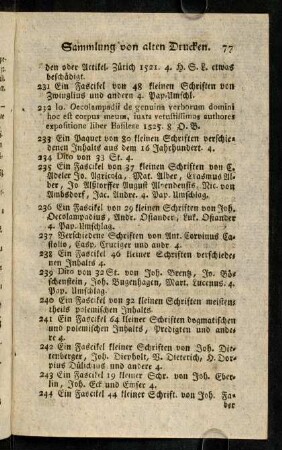 Sammlung von alten Drucken. 77
den oder Artikel. Zürich 1521. 4. H. S. L. etwas
beschädigt.
231 Ein Fascikel von 48 kleinen Schriften von
Zwinglius und andern 4. Pap. Umschl.
232 Io. Oecolampadii de genuina verborum domini
hoc est corpus meum, iuxta vetustissimos authores
expositione liber Basileae 1525. 8 O. B.
233 Ein Paquet von 80 kleinen Schriften verschie-
denen Inhalts aus dem 16 Jahrhundert. 4.
234 Dito von 33 St. 4.
235 Ein Fascikel von 37 kleinen Schriften von C.
Adeler Jo. Agricola, Mat. Alber, Erasmus Al-
der, Jo Altztorffer August Alvendensis, Nic. von
Ambsdorf, Jac. Andre. 4. Pap. Umschlag.
236 Ein Fascikel von 29 kleinen Schriften von Joh.
Oecolampadius, Andr. Osiander, Luk. Osiander
4. Pap. Umschlag.
237 Verschiedene Schriften von Ant. Corvinus Ca-
stolio, Casp. Cruciger und andr. 4.
238 Ein Fascikel 46 kleiner Schriften verschiede-
nen Inhalts 4.
239 Dito von 32 St. von Joh. Brentz, Jo. Bö-
schenstein, Joh. Bugenhagen, Mart. Lucenus. 4.
Pap. Umschlag.
240 Ein Fascikel von 32 kleinen Schriften meistens
theils polemischen Inhalts.
241 Ein Fascikel 64 kleiner Schriften dogmatischen
und polemischen Inhalts, Predigten und ande-
re 4.
242 Ein Fascikel kleiner Schriften von Joh. Die-
tenberger, Joh. Diepholt, V. Dieterich, H. Dor-
pius Dülichius und andere 4.
243 Ein Fascikel 19 kleiner Schr. von Joh. Eber-
lin, Joh. Eck und Emser 4.
244 Ein Fascikel 44 kleiner Schrift. von Joh. Fa-
ber